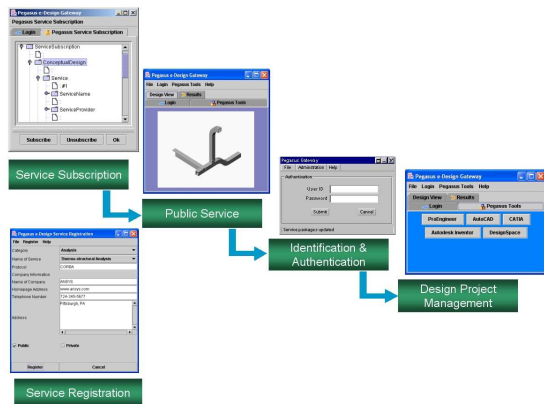 Pegasus e-Design Gateway
Pegasus Service Subscription
Login
Pegasus Service Subscription
ServiceSubscription
ConceptualDesign
Service
#1
ServiceName
ServiceProvider
Subscribe Unsubscribe Ok
Service Subscription
Pegasus e-Design Gateway
File Login Pegasus Tools Help
Design View Results
Login Pegasus Tools
Public Service
Pegasus Gateway
File Administration Help
Authentication
User ID
Password
Submit Cancel
Service package updated
Identification &
Authentication
Pegasus e-Design Gateway
File Login Pegasus Tools Help
Design View Results
Login Pegasus Tools
ProEngineer AutoCAD CATIA
Autodesk Inventor DesignSpace
Design Project
Management
Pegasus e-Design Service Registration
File Register Help
Category Analysis
Name of Service Thermo-structural Analysis
Protocol CORBA
Company Information
Name of Company ANSYS
Homepage Address www.ansys.com
Telephone Number 724-349-5677
Address Pittsburgh, PA
Public Private
Register Cancel
Service Registration